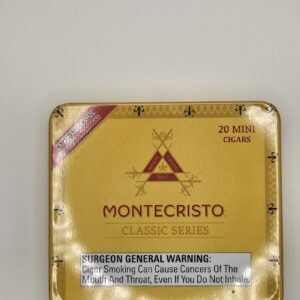 20 MINI
CIGARS
MONTECRISTO
CLASSIC SERIES
SURGEON GENERAL WARNING:
Cigar Smoking Can Cause Cancers Of The
Mouth And Throat, Even If You Do Not Inhale.